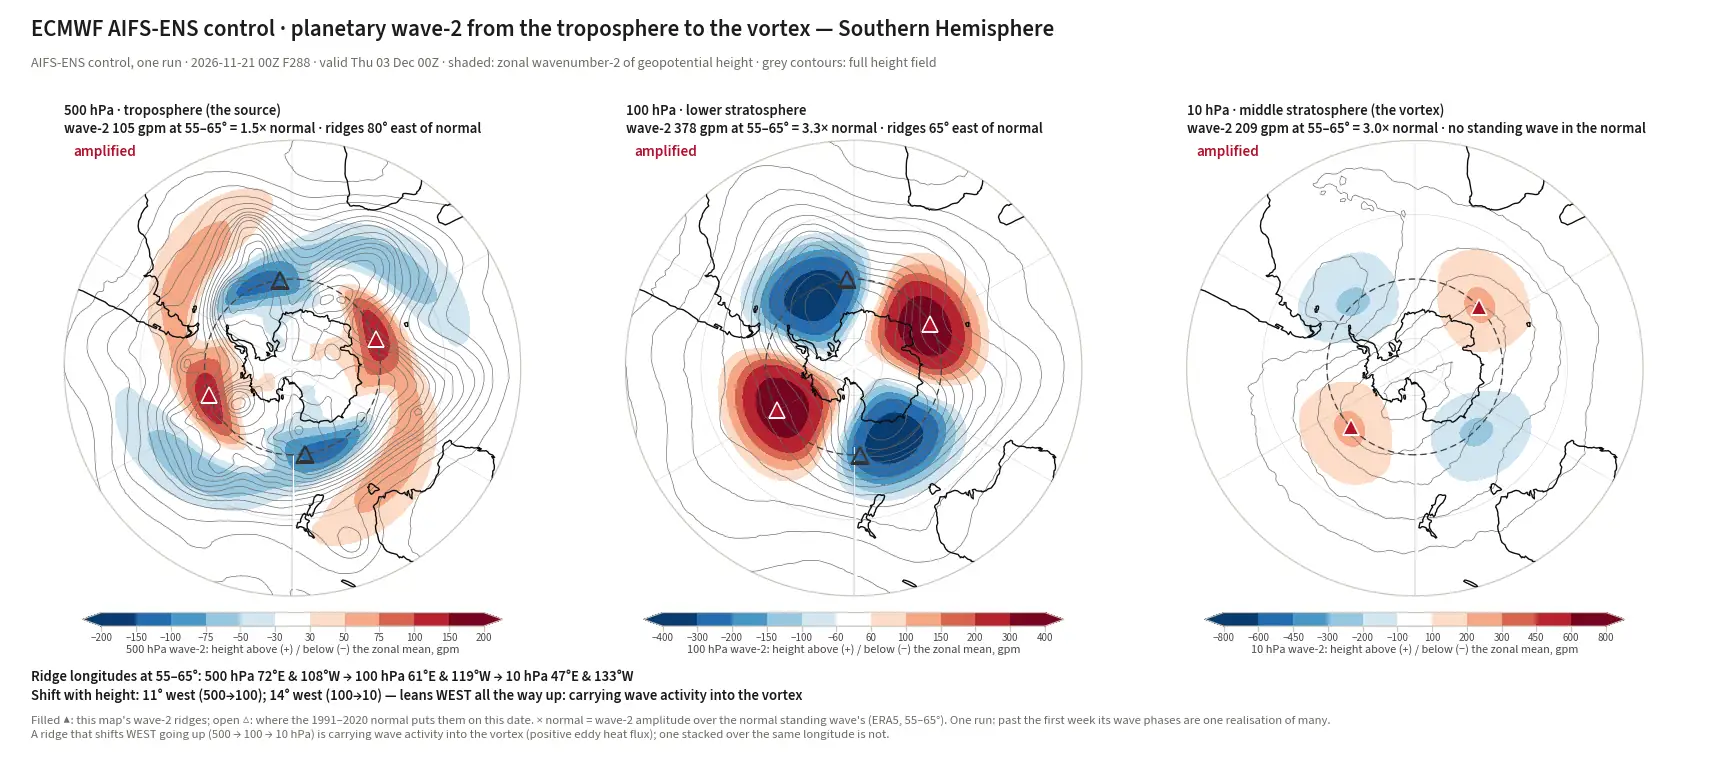 ECMWF AIFS-ENS control · planetary wave-2 from the troposphere to the vortex — Southern Hemisphere
AIFS-ENS control, one run · 2026-11-21 00Z F288 · valid Thu 03 Dec 00Z · shaded: zonal wavenumber-2 of geopotential height · grey contours: full height field
500 hPa · troposphere (the source)
wave-2 105 gpm at 55–65° = 1.5× normal · ridges 80° east of normal
amplified
100 hPa · lower stratosphere
wave-2 378 gpm at 55–65° = 3.3× normal · ridges 65° east of normal
amplified
10 hPa · middle stratosphere (the vortex)
wave-2 209 gpm at 55–65° = 3.0× normal · no standing wave in the normal
amplified
−200 −150 −100 −75 −50 −30 30 50 75 100 150 200
500 hPa wave-2: height above (+) / below (−) the zonal mean, gpm
−400 −300 −200 −150 −100 −60 60 100 150 200 300 400
100 hPa wave-2: height above (+) / below (−) the zonal mean, gpm
−800 −600 −450 −300 −200 −100 100 200 300 450 600 800
10 hPa wave-2: height above (+) / below (−) the zonal mean, gpm
Ridge longitudes at 55–65°: 500 hPa 72°E & 108°W → 100 hPa 61°E & 119°W → 10 hPa 47°E & 133°W
Shift with height: 11° west (500→100); 14° west (100→10) — leans WEST all the way up: carrying wave activity into the vortex
Filled ▲: this map's wave-2 ridges; open △: where the 1991–2020 normal puts them on this date. × normal = wave-2 amplitude over the normal standing wave's (ERA5, 55–65°). One run: past the first week its wave phases are one realisation of many.
A ridge that shifts WEST going up (500 → 100 → 10 hPa) is carrying wave activity into the vortex (positive eddy heat flux); one stacked over the same longitude is not.